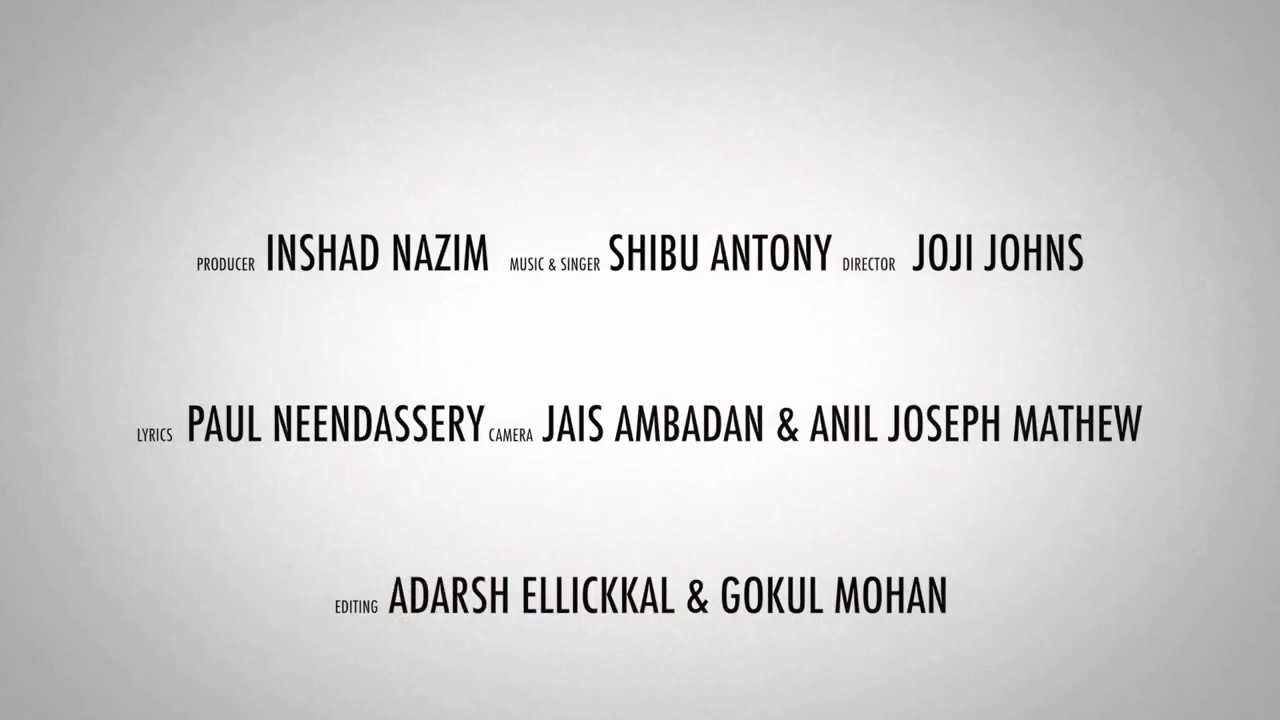 PRODUCER INSHAD NAZIM MUSIC & SINGER SHIBU ANTONY DIRECTOR JOJI JOHNS
LYRICS PAUL NEENDASSERY CAMERA JAIS AMBADAN & ANIL JOSEPH MATHEW
EDITING ADARSH ELLICKKAL & GOKUL MOHAN